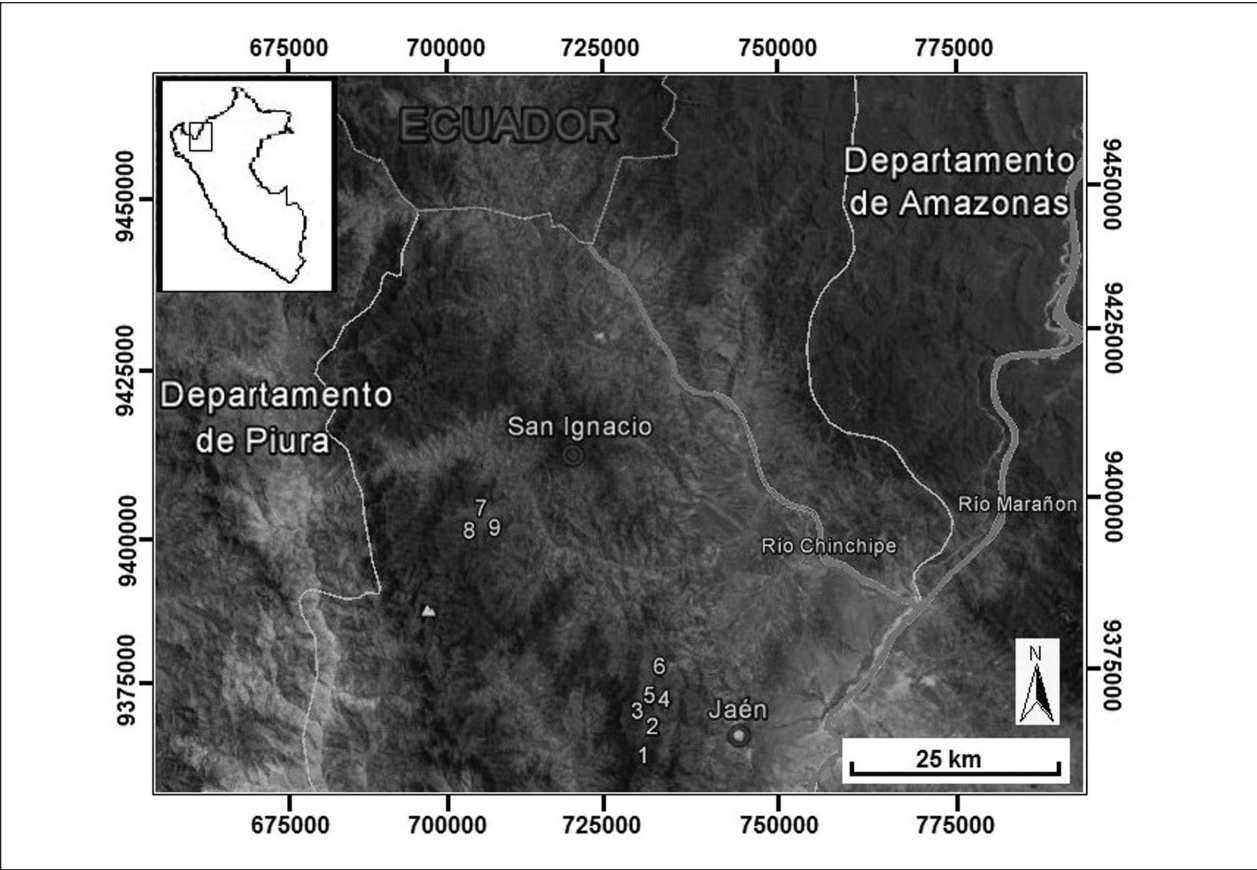 675000 700000 725000 750000 775000
ECUADOR
Departamento
de Amazonas
9450000
9450000
9425000
9425000
Departamento
de Piura
San Ignacio
7
8 9
Río Marañon
Río Chinchipe
9400000
9400000
6
5 4
3
2
1
Jaén
9375000
9375000
N
25 km
675000 700000 725000 750000 775000